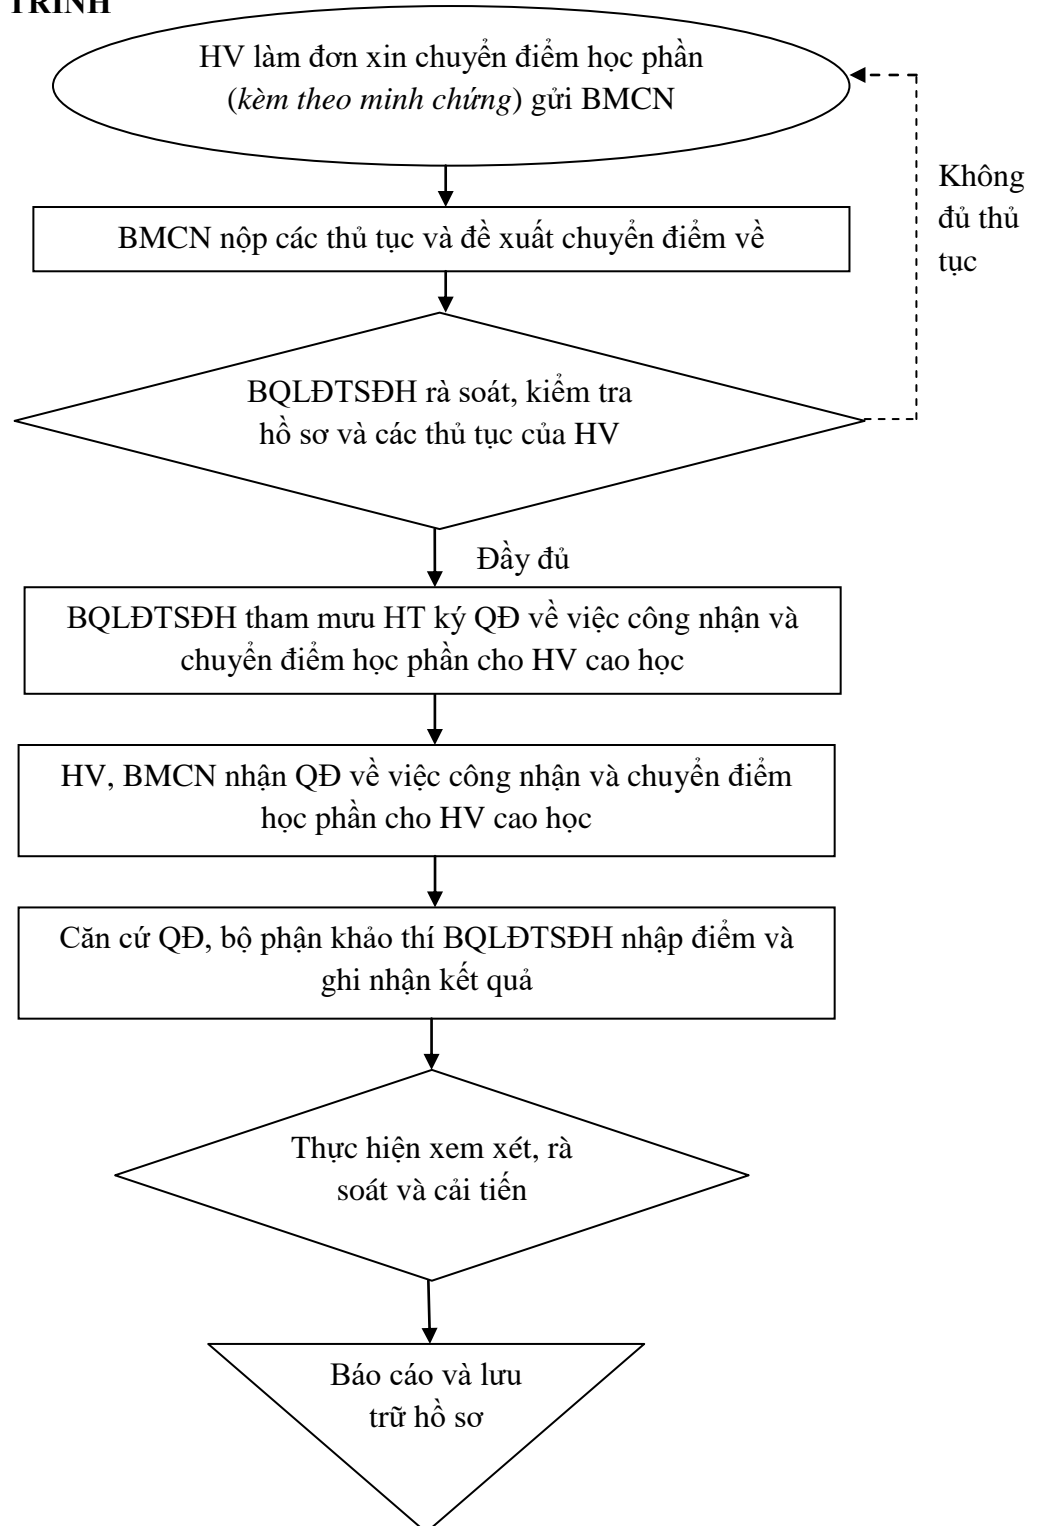 TRÌNH
HV làm đơn xin chuyển điểm học phần
(kèm theo minh chứng) gửi BMCN
Không
đủ thủ
tục
BMCN nộp các thủ tục và đề xuất chuyển điểm về
BQLĐTSĐH rà soát, kiểm tra
hồ sơ và các thủ tục của HV
Đầy đủ
BQLĐTSĐH tham mưu HT ký QĐ về việc công nhận và
chuyển điểm học phần cho HV cao học
HV, BMCN nhận QĐ về việc công nhận và chuyển điểm
học phần cho HV cao học
Căn cứ QĐ, bộ phận khảo thí BQLĐTSĐH nhập điểm và
ghi nhận kết quả
Thực hiện xem xét, rà
soát và cải tiến
Báo cáo và lưu
trữ hồ sơ